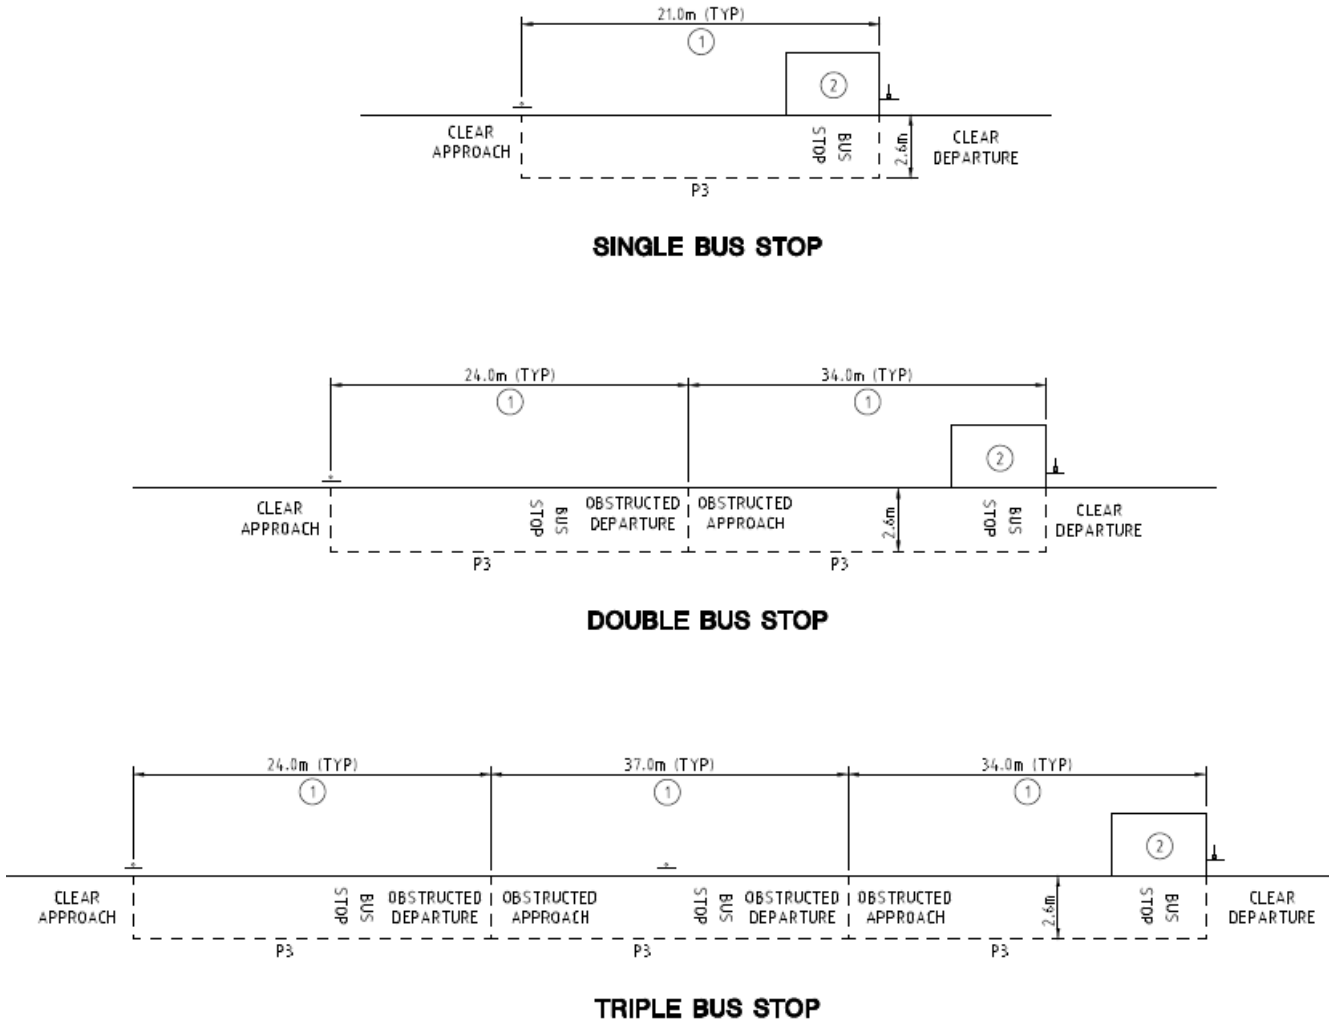 21.0m (TYP)
1
2
CLEAR
APPROACH
BUS
STOP
2.6m
CLEAR
DEPARTURE
P3
SINGLE BUS STOP
24.0m (TYP)
34.0m (TYP)
1
1
2
CLEAR
APPROACH
BUS
STOP
OBSTRUCTED
DEPARTURE
OBSTRUCTED
APPROACH
2.6m
BUS
STOP
CLEAR
DEPARTURE
P3
P3
DOUBLE BUS STOP
24.0m (TYP)
37.0m (TYP)
34.0m (TYP)
1
1
1
2
CLEAR
APPROACH
BUS
STOP
OBSTRUCTED
DEPARTURE
OBSTRUCTED
APPROACH
BUS
STOP
OBSTRUCTED
DEPARTURE
OBSTRUCTED
APPROACH
2.6m
BUS
STOP
CLEAR
DEPARTURE
P3
P3
P3
TRIPLE BUS STOP